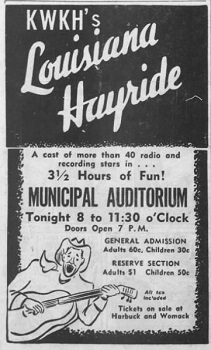 KWKH's
Louisiana
Hayride
A cast of more than 40 radio and
recording stars in . . .
3½ Hours of Fun!
MUNICIPAL AUDITORIUM
Tonight 8 to 11:30 o'Clock
Doors Open 7 P.M.
GENERAL ADMISSION
Adults 60c, Children 30c
RESERVE SECTION
Adults $1 Children 50c
All tax
Included
Tickets on sale at
Harbuck and Womack